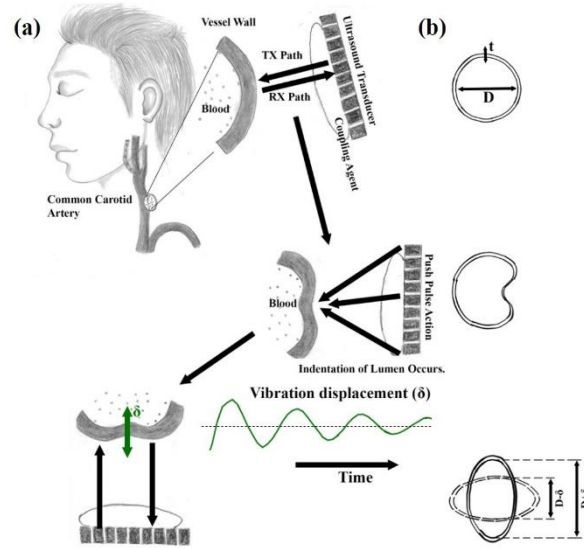 (a)
Vessel Wall
TX Path
Blood
RX Path
Ultrasound Transducer
Coupling Agent
Common Carotid
Artery
(b)
t
D
Blood
Push Pulse Action
Indentation of Lumen Occurs.
Vibration displacement (δ)
δ
Time
D-δ